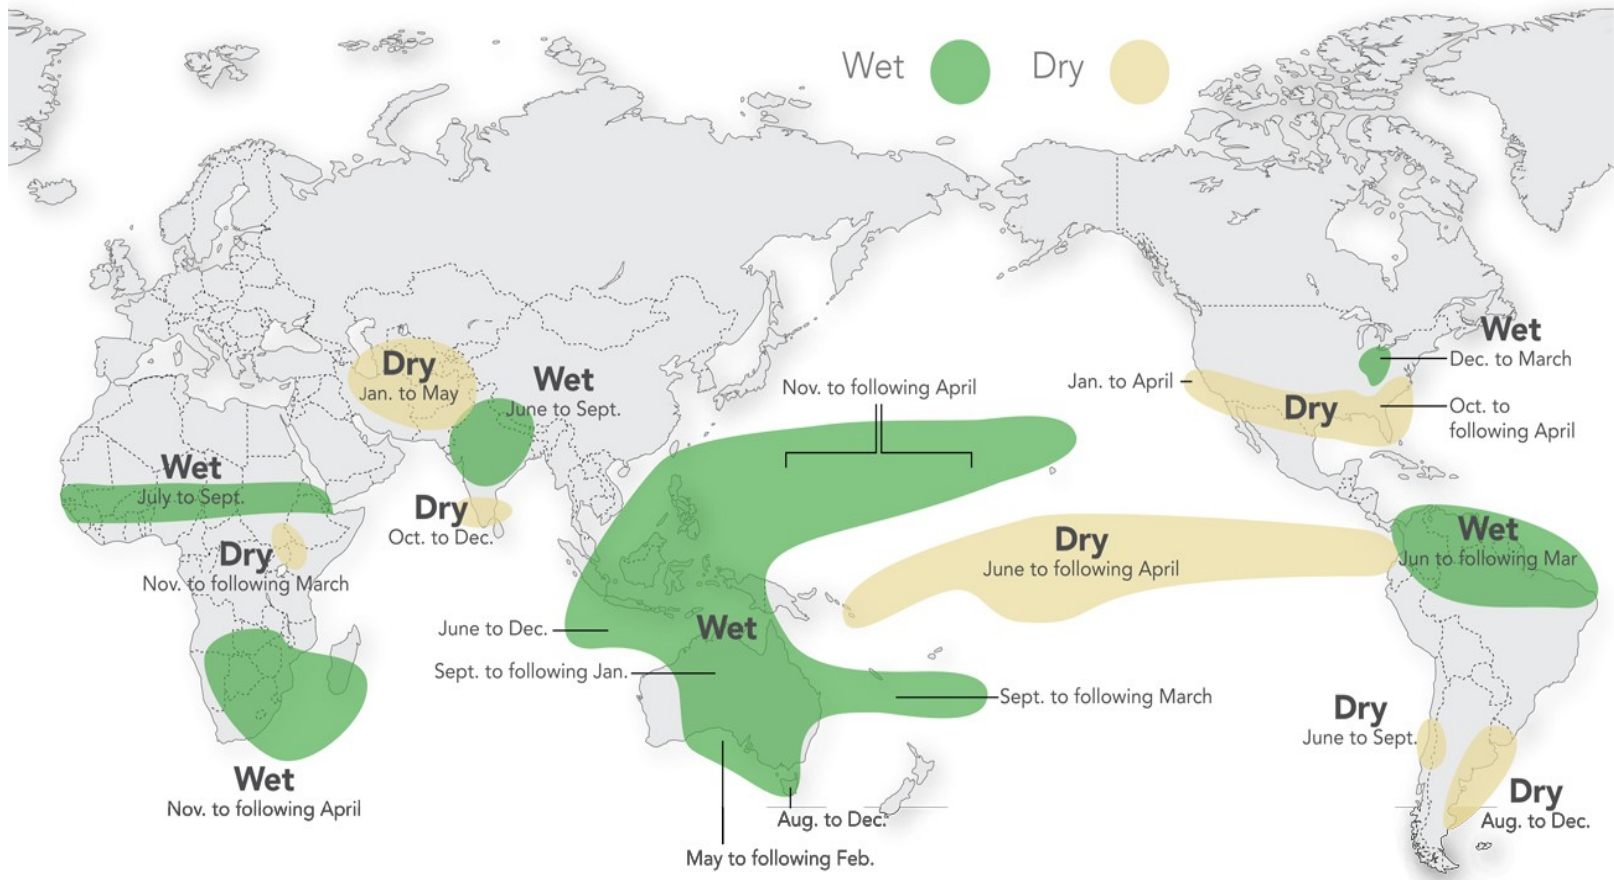 Wet
Dry
Wet
Dec. to March
Dry
Jan. to May
Wet
June to Sept.
Nov. to following April
Jan. to April
Dry
Oct. to
following April
Wet
July to Sept.
Dry
Oct. to Dec.
Dry
Nov. to following March
Dry
June to following April
Wet
Jun to following Mar
June to Dec.
Wet
Sept. to following Jan.
Sept. to following March
Dry
June to Sept.
Wet
Nov. to following April
Dry
Aug. to Dec.
Aug. to Dec.
May to following Feb.